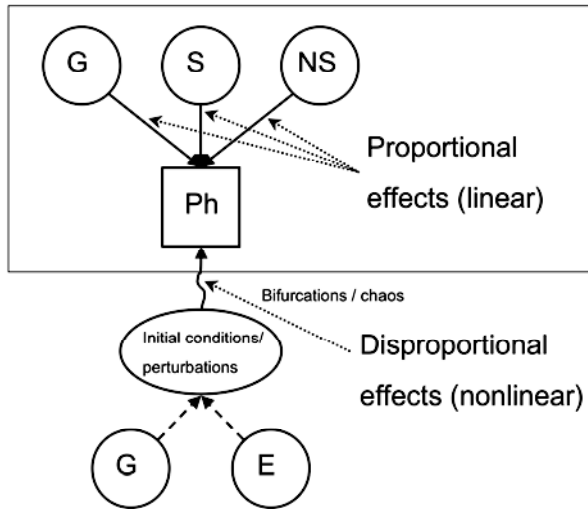 G
S
NS
Proportional
effects (linear)
Ph
Bifurcations / chaos
Initial conditions/
perturbations
Disproportional
effects (nonlinear)
G
E